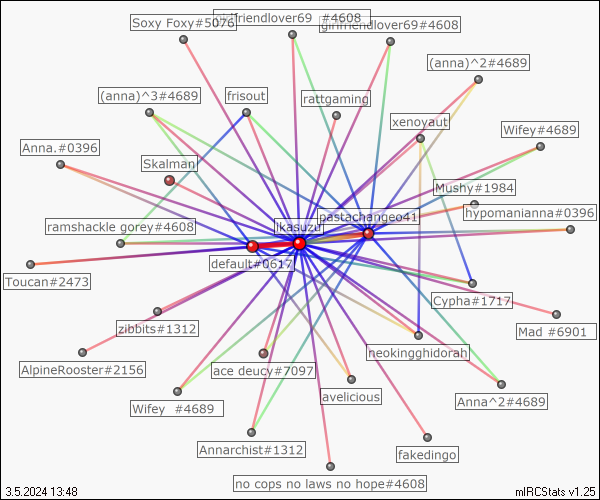 Soxy Foxy#5076
girlfriendlover69 #4608
girlfriendlover69#4608
(anna)^2#4689
(anna)^3#4689
frisout
rattgaming
xenoyaut
Wifey#4689
Anna.#0396
Skalman
Mushy#1984
hypomanianna#0396
ramshackle gorey#4608
ikasuzu
pastachangeo41
default#0617
Toucan#2473
Cypha#1717
zibbits#1312
Mad #6901
neokingghidorah
AlpineRooster#2156
ace deucy#7097
avelicious
Wifey #4689
Anna^2#4689
Annarchist#1312
fakedingo
no cops no laws no hope#4608
3.5.2024 13:48
mIRCStats v1.25